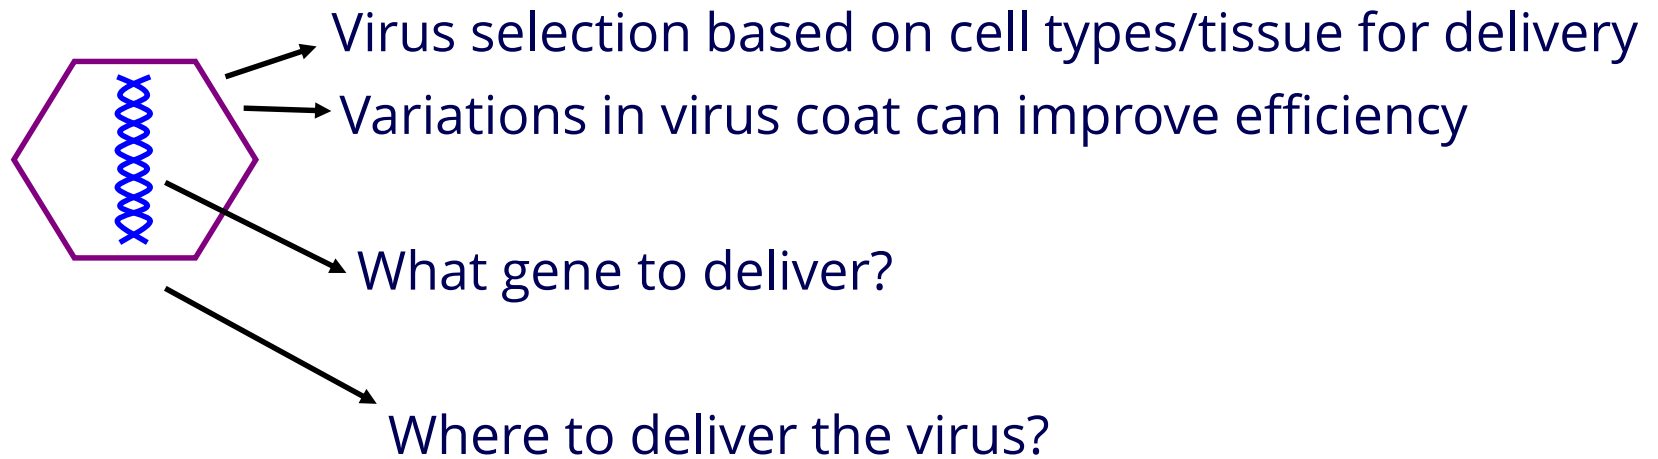 Virus selection based on cell types/tissue for delivery
Variations in virus coat can improve efficiency
What gene to deliver?
Where to deliver the virus?